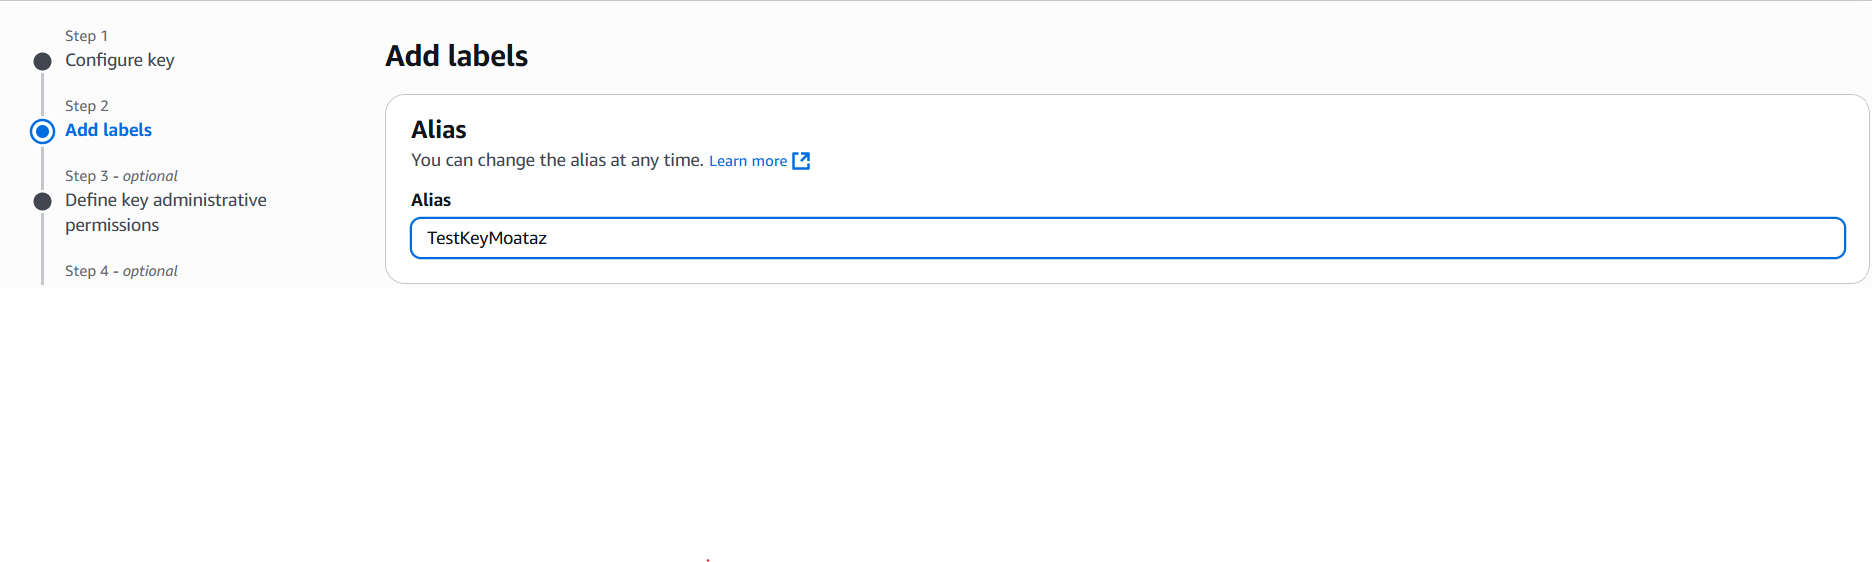 Step 1
Configure key
Step 2
Add labels
Step 3 - optional
Define key administrative
permissions
Step 4 - optional
Add labels
Alias
You can change the alias at any time. Learn more
Alias
TestKeyMoataz